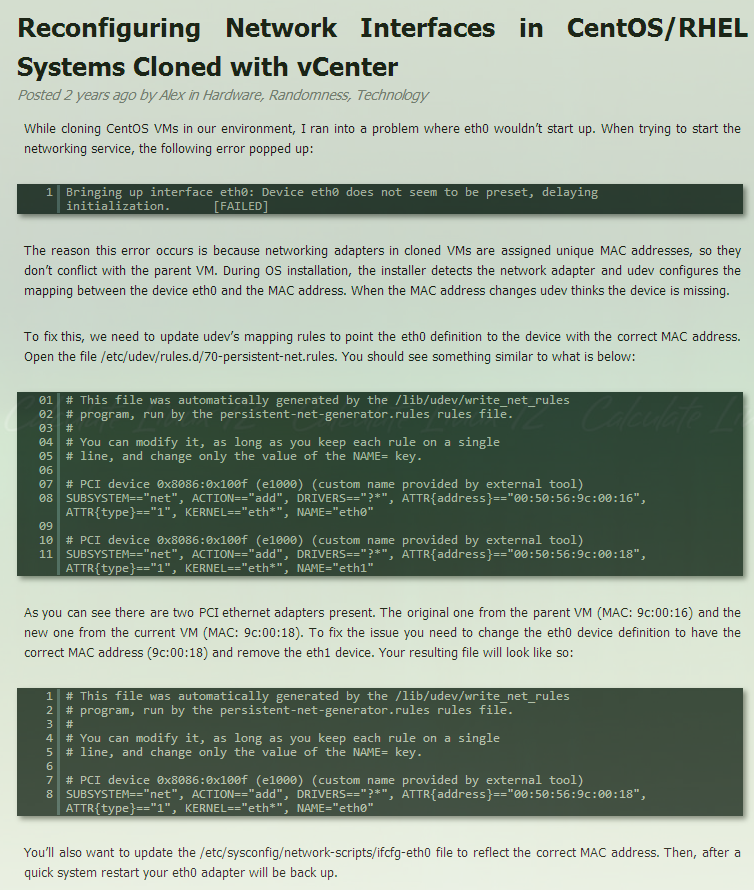 Reconfiguring Network Interfaces in CentOS/RHEL
Systems Cloned with vCenter
Posted 2 years ago by Alex in Hardware, Randomness, Technology
While cloning CentOS VMs in our environment, I ran into a problem where eth0 wouldn't start up. When trying to start the
networking service, the following error popped up:
1 Bringing up interface eth0: Device eth0 does not seem to be preset, delaying
initialization.      [FAILED]
The reason this error occurs is because networking adapters in cloned VMs are assigned unique MAC addresses, so they
don't conflict with the parent VM. During OS installation, the installer detects the network adapter and udev configures the
mapping between the device eth0 and the MAC address. When the MAC address changes udev thinks the device is missing.
To fix this, we need to update udev's mapping rules to point the eth0 definition to the device with the correct MAC address.
Open the file /etc/udev/rules.d/70-persistent-net.rules. You should see something similar to what is below:
01 # This file was automatically generated by the /lib/udev/write_net_rules
02 # program, run by the persistent-net-generator.rules rules file.
03 #
04 # You can modify it, as long as you keep each rule on a single
05 # line, and change only the value of the NAME= key.
06
07 # PCI device 0x8086:0x100f (e1000) (custom name provided by external tool)
08 SUBSYSTEM=="net", ACTION=="add", DRIVERS=="?*", ATTR{address}=="00:50:56:9c:00:16",
ATTR{type}=="1", KERNEL=="eth*", NAME="eth0"
09
10 # PCI device 0x8086:0x100f (e1000) (custom name provided by external tool)
11 SUBSYSTEM=="net", ACTION=="add", DRIVERS=="?*", ATTR{address}=="00:50:56:9c:00:18",
ATTR{type}=="1", KERNEL=="eth*", NAME="eth1"
As you can see there are two PCI ethernet adapters present. The original one from the parent VM (MAC: 9c:00:16) and the
new one from the current VM (MAC: 9c:00:18). To fix the issue you need to change the eth0 device definition to have the
correct MAC address (9c:00:18) and remove the eth1 device. Your resulting file will look like so:
1 # This file was automatically generated by the /lib/udev/write_net_rules
2 # program, run by the persistent-net-generator.rules rules file.
3 #
4 # You can modify it, as long as you keep each rule on a single
5 # line, and change only the value of the NAME= key.
6
7 # PCI device 0x8086:0x100f (e1000) (custom name provided by external tool)
8 SUBSYSTEM=="net", ACTION=="add", DRIVERS=="?*", ATTR{address}=="00:50:56:9c:00:18",
ATTR{type}=="1", KERNEL=="eth*", NAME="eth0"
You'll also want to update the /etc/sysconfig/network-scripts/ifcfg-eth0 file to reflect the correct MAC address. Then, after a
quick system restart your eth0 adapter will be back up.